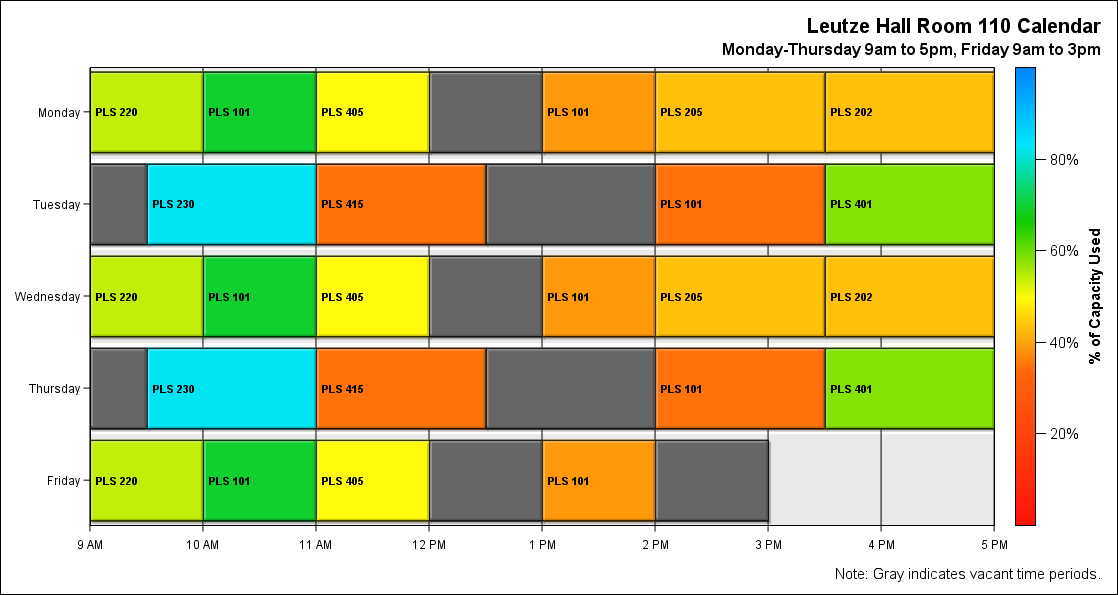 Leutze Hall Room 110 Calendar
Monday-Thursday 9am to 5pm, Friday 9am to 3pm
Monday PLS 220 PLS 101 PLS 405 PLS 101 PLS 205 PLS 202
Tuesday PLS 230 PLS 415 PLS 101 PLS 401
Wednesday PLS 220 PLS 101 PLS 405 PLS 101 PLS 205 PLS 202
Thursday PLS 230 PLS 415 PLS 101 PLS 401
Friday PLS 220 PLS 101 PLS 405 PLS 101
9 AM 10 AM 11 AM 12 PM 1 PM 2 PM 3 PM 4 PM 5 PM
80%
60%
40%
20%
% of Capacity Used
Note: Gray indicates vacant time periods.